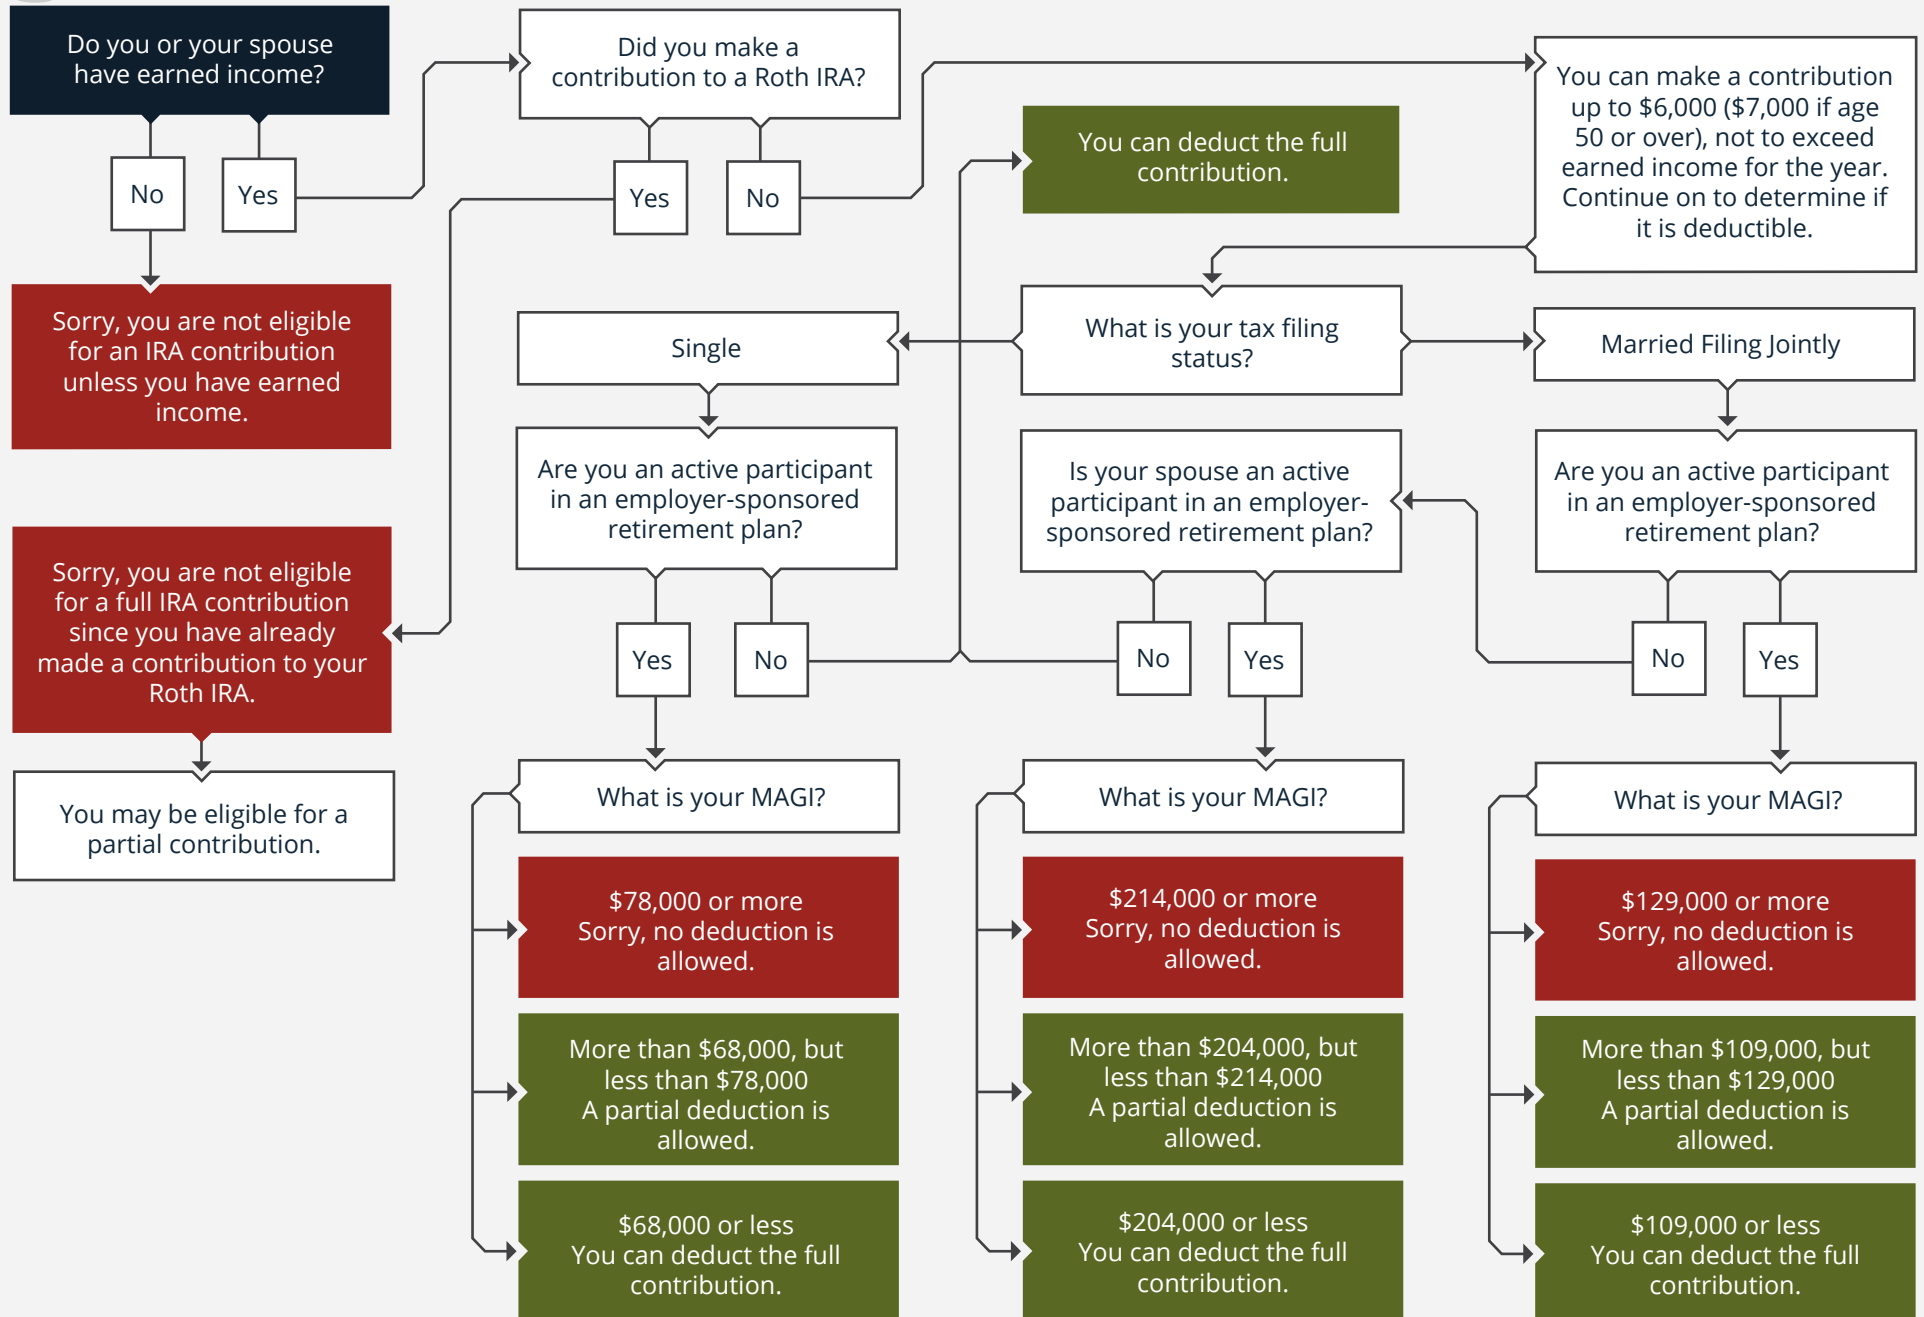 Do you or your spouse
have earned income?
No
Yes
Sorry, you are not eligible
for an IRA contribution
unless you have earned
income.
Did you make a
contribution to a Roth IRA?
Yes
No
Sorry, you are not eligible
for a full IRA contribution
since you have already
made a contribution to your
Roth IRA.
You may be eligible for a
partial contribution.
You can make a contribution
up to $6,000 ($7,000 if age
50 or over), not to exceed
earned income for the year.
Continue on to determine if
it is deductible.
You can deduct the full
contribution.
What is your tax filing
status?
Single
Married Filing Jointly
Are you an active participant
in an employer-sponsored
retirement plan?
Yes
No
Is your spouse an active
participant in an employer-
sponsored retirement plan?
No
Yes
Are you an active participant
in an employer-sponsored
retirement plan?
No
Yes
What is your MAGI?
$78,000 or more
Sorry, no deduction is
allowed.
More than $68,000, but
less than $78,000
A partial deduction is
allowed.
$68,000 or less
You can deduct the full
contribution.
What is your MAGI?
$214,000 or more
Sorry, no deduction is
allowed.
More than $204,000, but
less than $214,000
A partial deduction is
allowed.
$204,000 or less
You can deduct the full
contribution.
What is your MAGI?
$129,000 or more
Sorry, no deduction is
allowed.
More than $109,000, but
less than $129,000
A partial deduction is
allowed.
$109,000 or less
You can deduct the full
contribution.